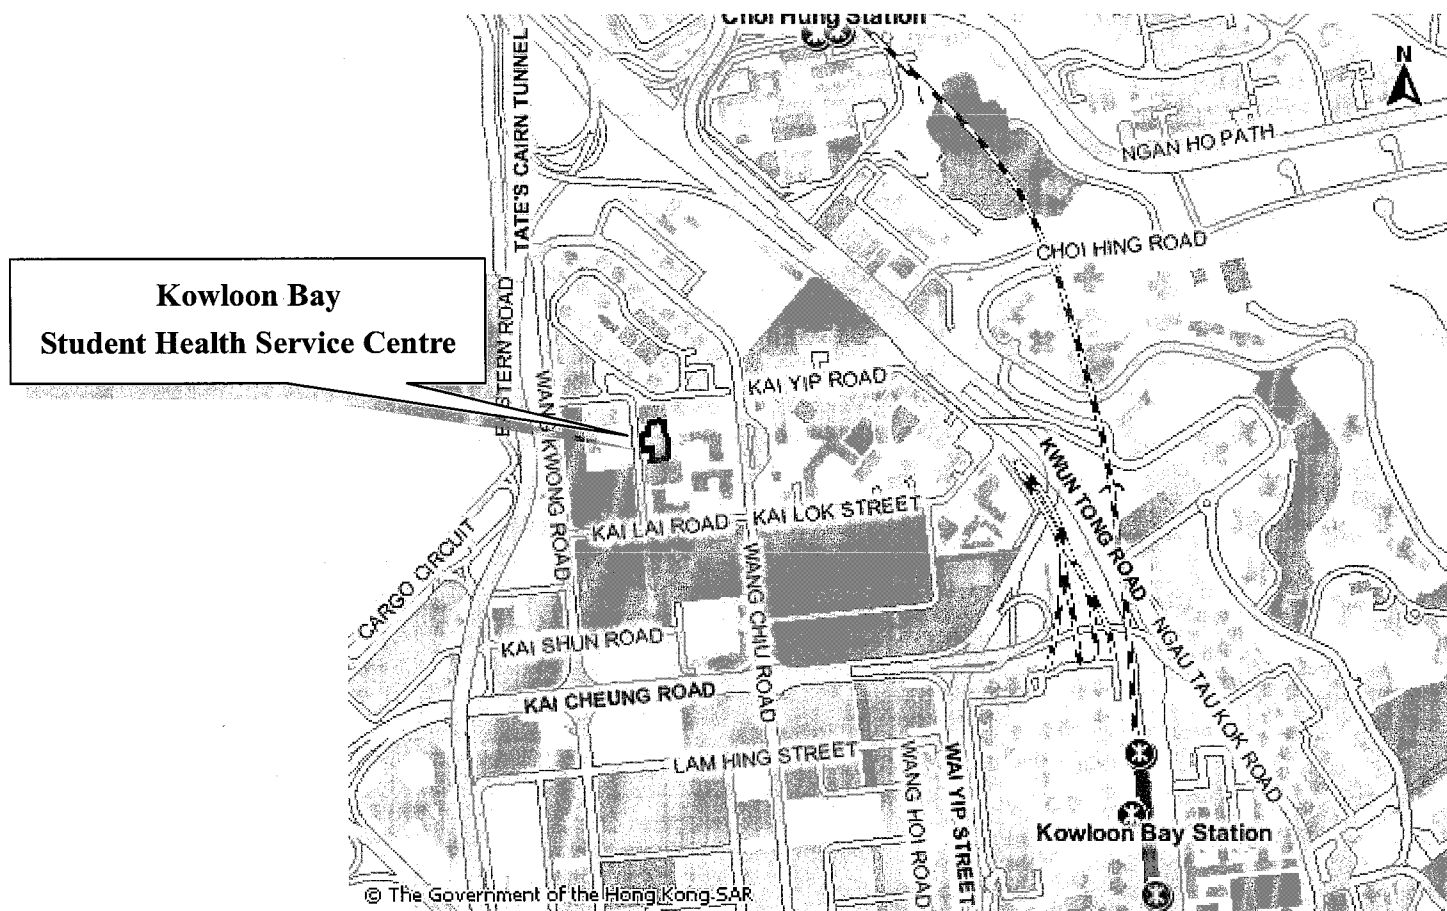 Choi Hung Station
N
TATE'S CAIRN TUNNEL
NGAN HO PATH
CHOI HING ROAD
Kowloon Bay
Student Health Service Centre
EASTERN ROAD
WANG KWONG ROAD
KAI YIP ROAD
KWUN TONG ROAD
KAI LAI ROAD
KAI LOK STREET
CARGO CIRCUIT
WANG CHIU ROAD
KAI SHUN ROAD
NGAU TAU KOK ROAD
KAI CHEUNG ROAD
LAM HING STREET
WANG HOI ROAD
WAI YIP STREET
Kowloon Bay Station
© The Government of the Hong Kong SAR